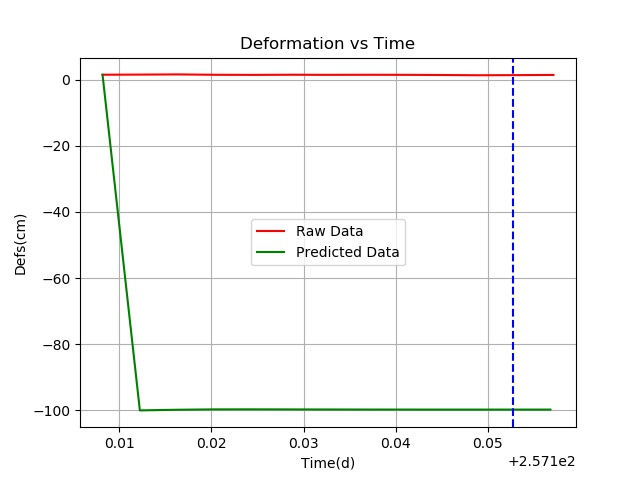 Deformation vs Time
Defs(cm)
0
−20
−40
−60
−80
−100
Raw Data
Predicted Data
0.01 0.02 0.03 0.04 0.05
Time(d)
+2.571e2